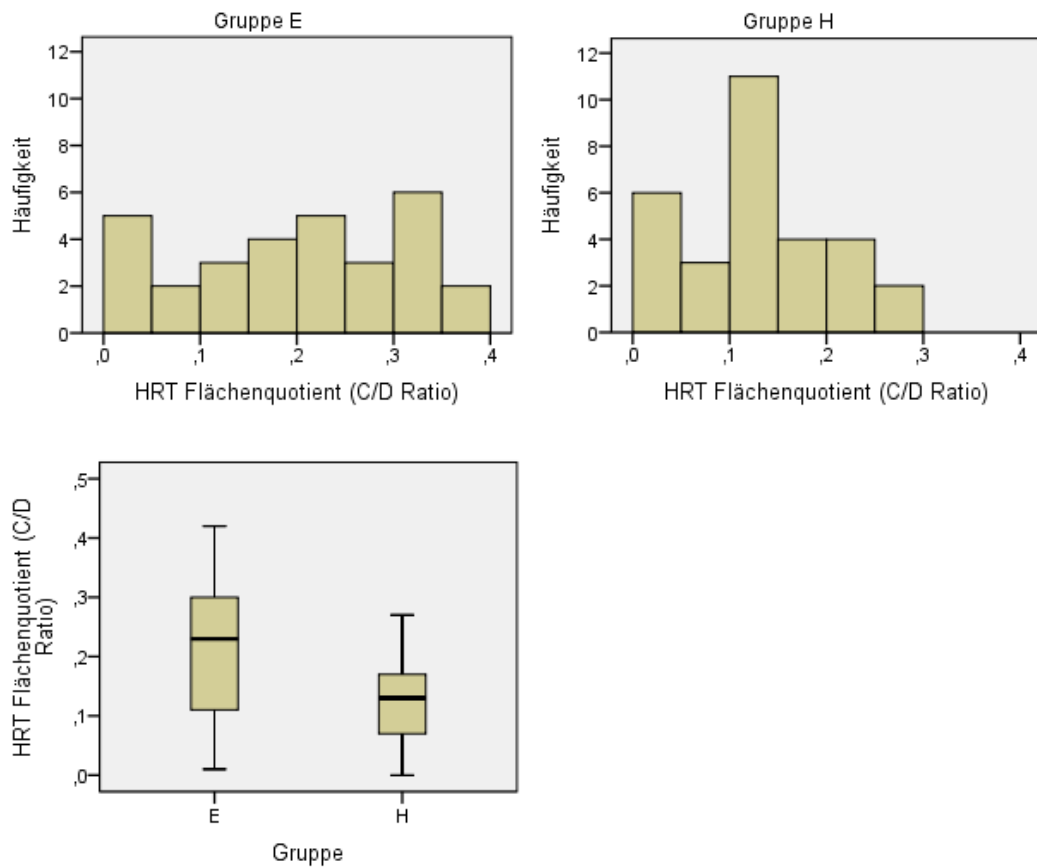 Gruppe E
12
10
8
6
4
2
0
Häufigkeit
,0 ,1 ,2 ,3 ,4
HRT Flächenquotient (C/D Ratio)
Gruppe H
12
10
8
6
4
2
0
Häufigkeit
,0 ,1 ,2 ,3 ,4
HRT Flächenquotient (C/D Ratio)
,5
,4
,3
,2
,1
,0
HRT Flächenquotient (C/D
Ratio)
E H
Gruppe